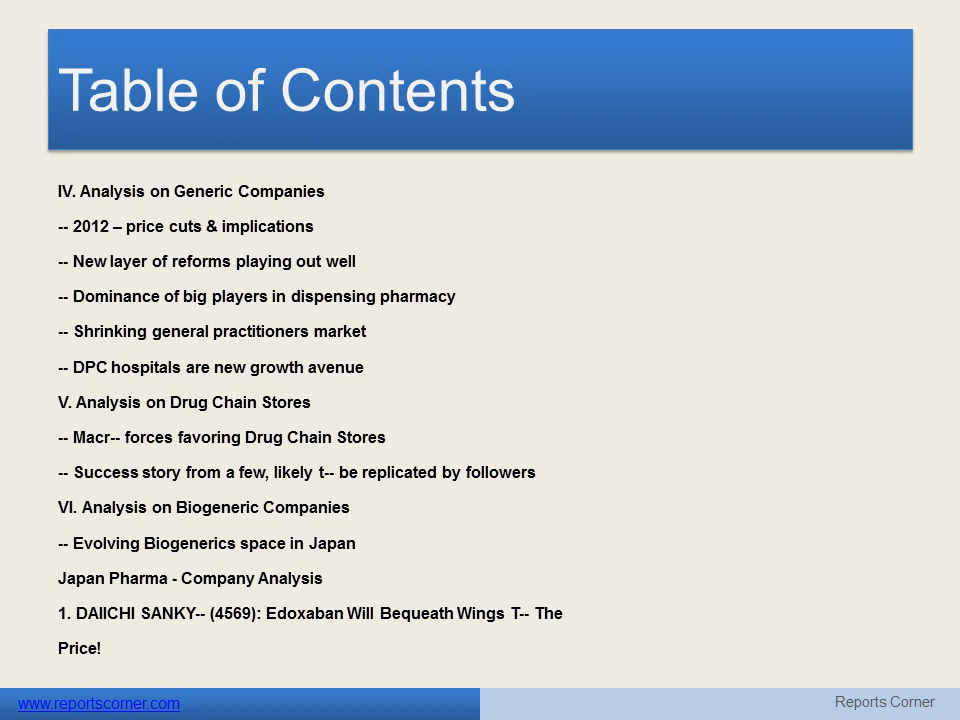 Table of Contents
IV. Analysis on Generic Companies
-- 2012 – price cuts & implications
-- New layer of reforms playing out well
-- Dominance of big players in dispensing pharmacy
-- Shrinking general practitioners market
-- DPC hospitals are new growth avenue
V. Analysis on Drug Chain Stores
-- Macr-- forces favoring Drug Chain Stores
-- Success story from a few, likely t-- be replicated by followers
VI. Analysis on Biogeneric Companies
-- Evolving Biogenerics space in Japan
Japan Pharma - Company Analysis
1. DAIICHI SANKY-- (4569): Edoxaban Will Bequeath Wings T-- The
Price!
www.reportscorner.com
Reports Corner